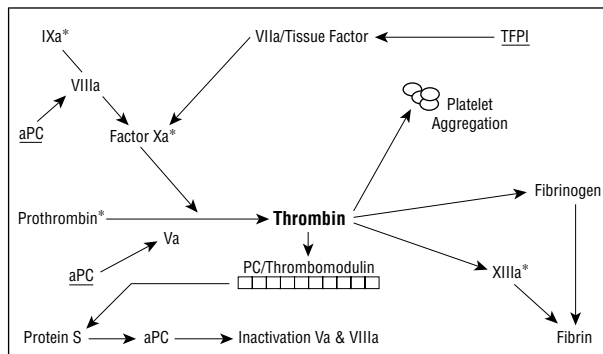 IXa*
VIIa/Tissue Factor
TFPI
VIIIa
Platelet
Aggregation
aPC
Factor Xa*
Fibrinogen
Prothrombin*
Thrombin
Va
PC/Thrombomodulin
aPC
XIIIa*
Protein S
aPC
Inactivation Va & VIIIa
Fibrin